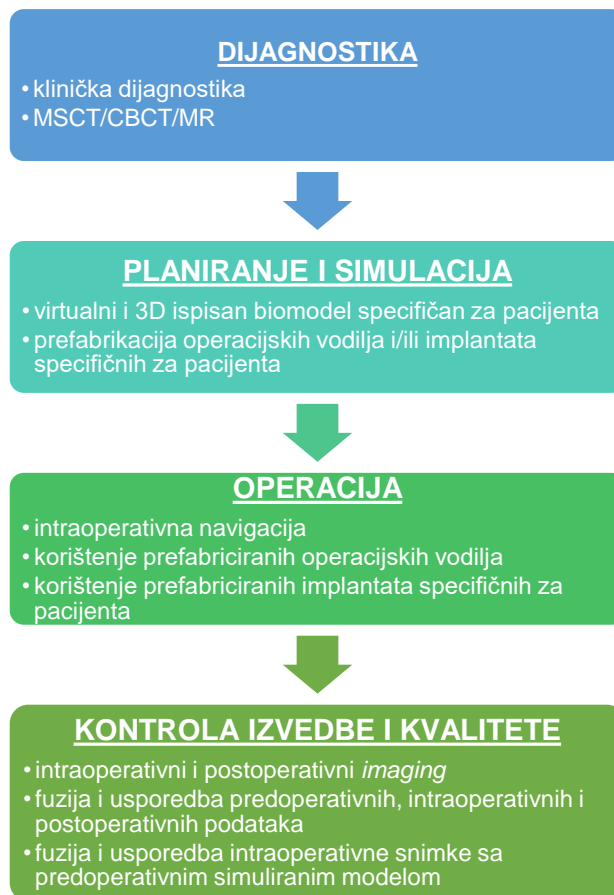 DIJAGNOSTIKA
• klinička dijagnostika
• MSCT/CBCT/MR
PLANIRANJE I SIMULACIJA
• virtualni i 3D ispisan biomodel specifičan za pacijenta
• prefabrikacija operacijskih vodilja i/ili implantata
specifičnih za pacijenta
OPERACIJA
• intraoperativna navigacija
• korištenje prefabriciranih operacijskih vodilja
• korištenje prefabriciranih implantata specifičnih za
pacijenta
KONTROLA IZVEDBE I KVALITETE
• intraoperativni i postoperativni imaging
• fuzija i usporedba predoperativnih, intraoperativnih i
postoperativnih podataka
• fuzija i usporedba intraoperativne snimke sa
predoperativnim simuliranim modelom